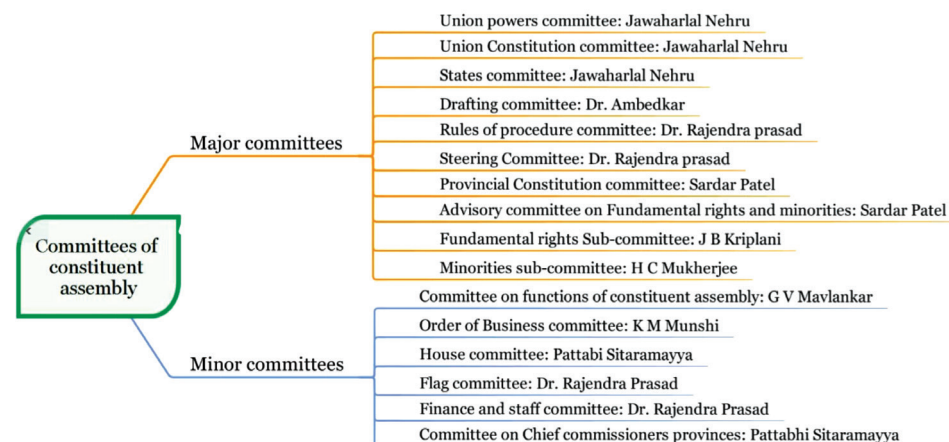 Union powers committee: Jawaharlal Nehru
Union Constitution committee: Jawaharlal Nehru
States committee: Jawaharlal Nehru
Drafting committee: Dr. Ambedkar
Rules of procedure committee: Dr. Rajendra prasad
Major committees
Steering Committee: Dr. Rajendra prasad
Provincial Constitution committee: Sardar Patel
Advisory committee on Fundamental rights and minorities: Sardar Patel
Fundamental rights Sub-committee: J B Kriplani
Minorities sub-committee: H C Mukherjee
Committees of
constituent
assembly
Committee on functions of constituent assembly: G V Mavlankar
Order of Business committee: K M Munshi
Minor committees
House committee: Pattabi Sitaramayya
Flag committee: Dr. Rajendra Prasad
Finance and staff committee: Dr. Rajendra Prasad
Committee on Chief commissioners provinces: Pattabhi Sitaramayya